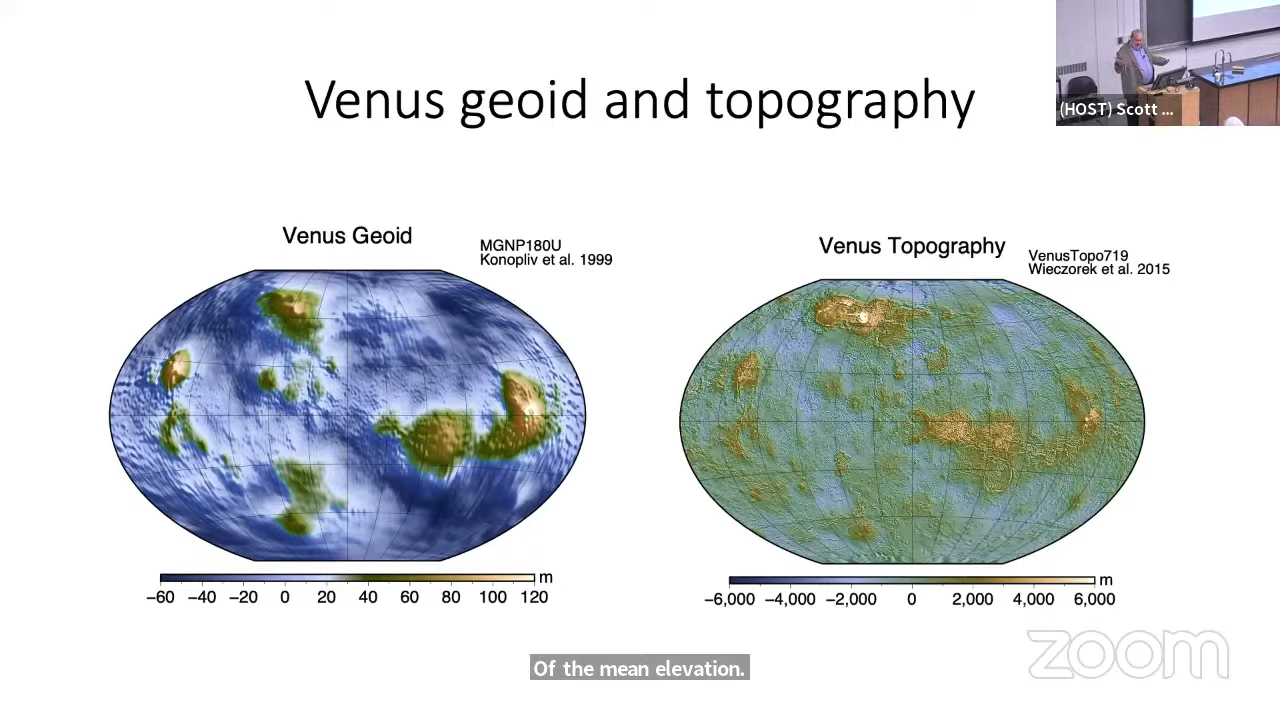 Venus geoid and topography
(HOST) Scott ...
Venus Geoid
MGNP180U
Konopliv et al. 1999
Venus Topography
VenusTopo719
Wieczorek et al. 2015
−60 −40 −20 0 20 40 60 80 100 120 m
−6,000 −4,000 −2,000 0 2,000 4,000 6,000 m
Of the mean elevation.
zoom